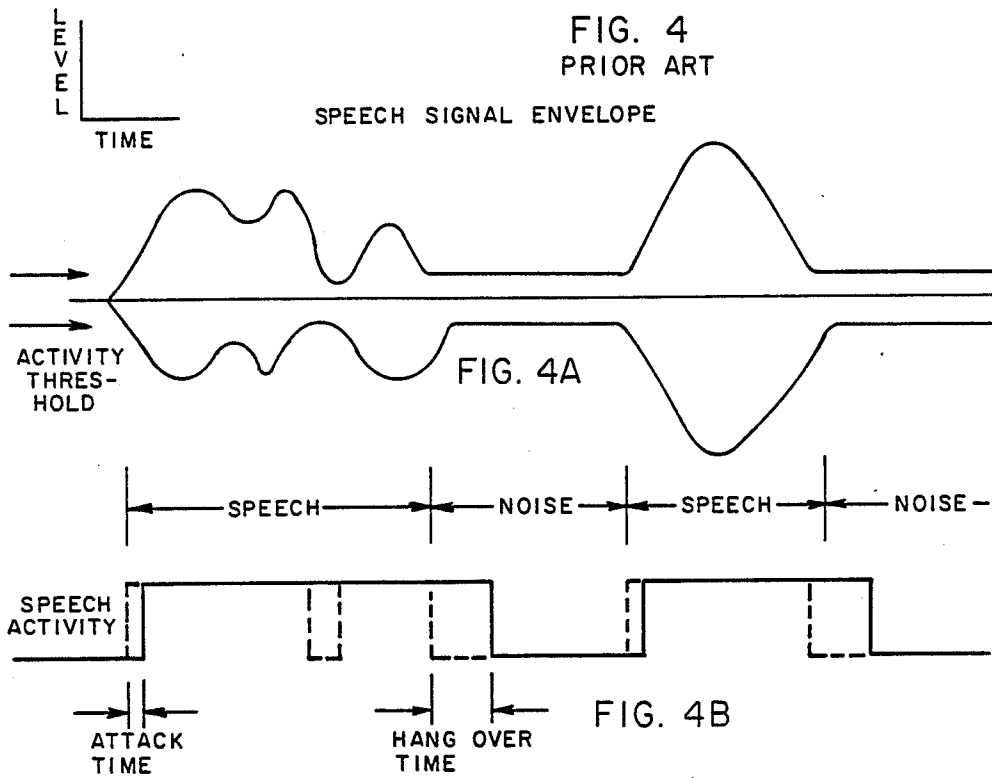 LEVEL
TIME
FIG. 4
PRIOR ART
SPEECH SIGNAL ENVELOPE
ACTIVITY
THRES-
HOLD
FIG. 4A
SPEECH
NOISE
SPEECH
NOISE
SPEECH
ACTIVITY
ATTACK
TIME
HANG OVER
TIME
FIG. 4B